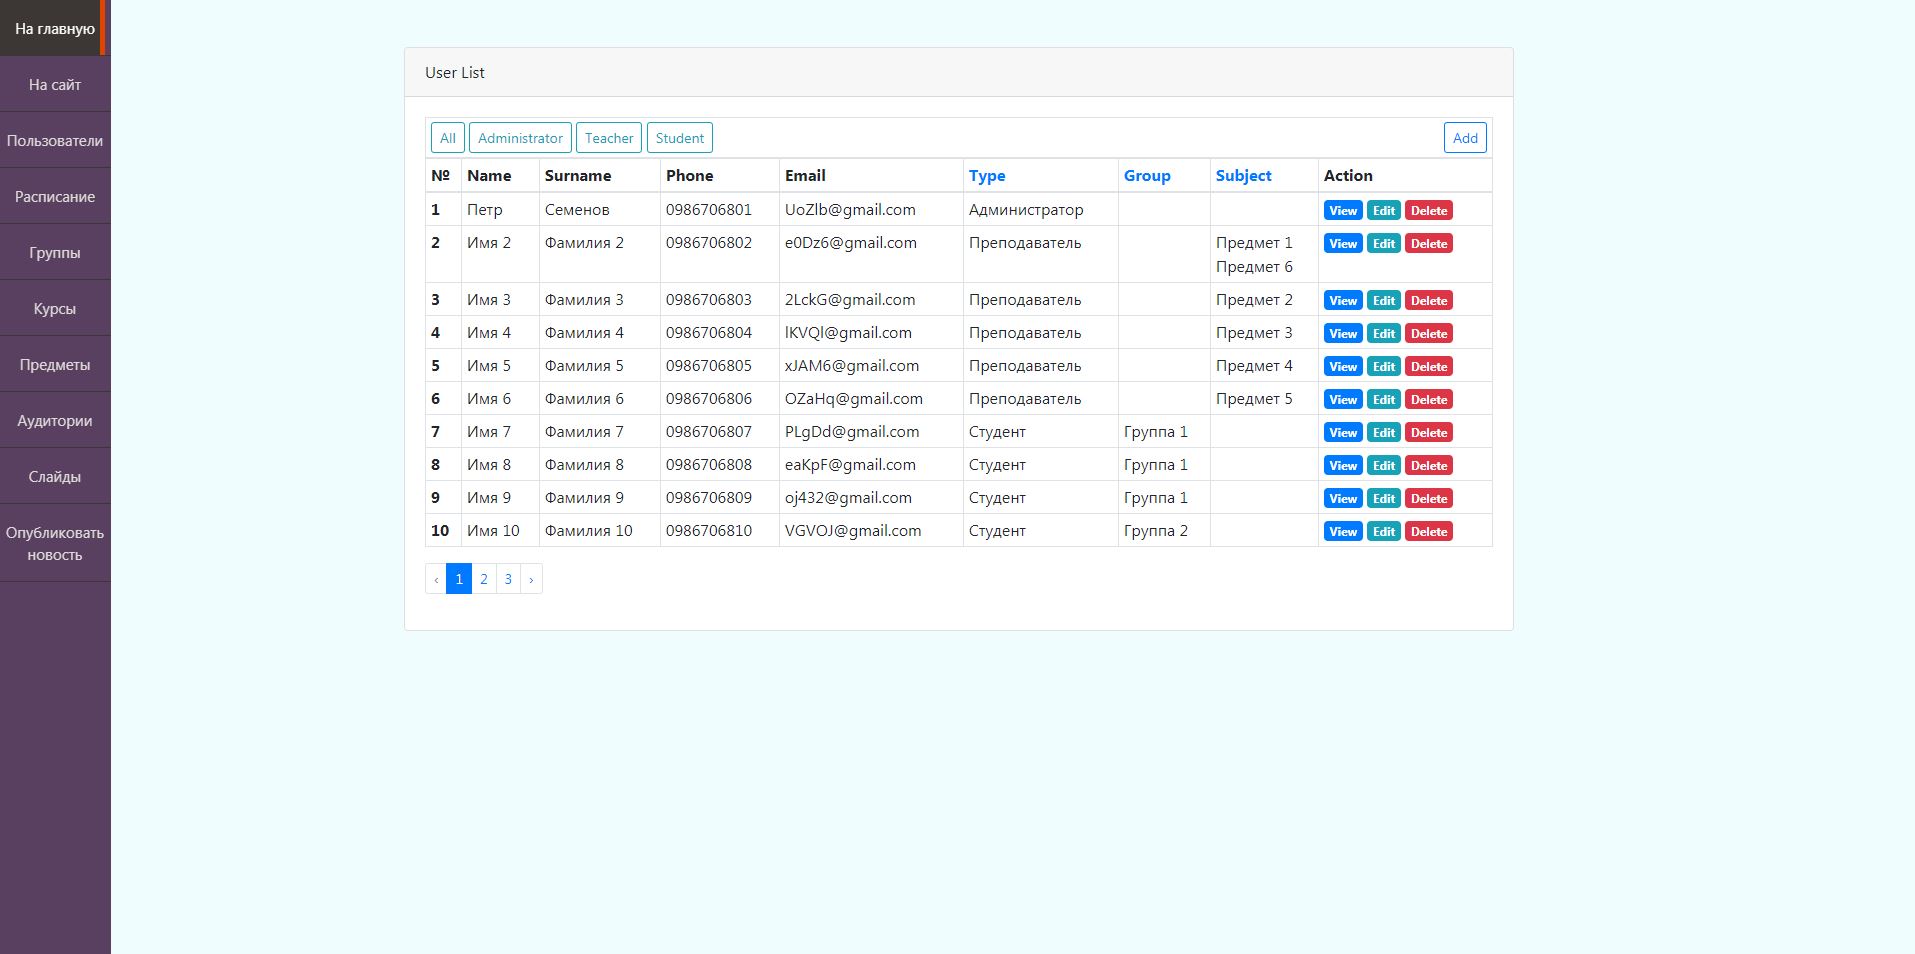 На главную
На сайт
Пользователи
Расписание
Группы
Курсы
Предметы
Аудитории
Слайды
Опубликовать
новость
User List
All Administrator Teacher Student Add
№ Name Surname Phone Email Type Group Subject Action
1 Петр Семенов 0986706801 UoZlb@gmail.com Администратор View Edit Delete
2 Имя 2 Фамилия 2 0986706802 e0Dz6@gmail.com Преподаватель Предмет 1 View Edit Delete
Предмет 6
3 Имя 3 Фамилия 3 0986706803 2LckG@gmail.com Преподаватель Предмет 2 View Edit Delete
4 Имя 4 Фамилия 4 0986706804 lKVQl@gmail.com Преподаватель Предмет 3 View Edit Delete
5 Имя 5 Фамилия 5 0986706805 xJAM6@gmail.com Преподаватель Предмет 4 View Edit Delete
6 Имя 6 Фамилия 6 0986706806 OZaHq@gmail.com Преподаватель Предмет 5 View Edit Delete
7 Имя 7 Фамилия 7 0986706807 PLgDd@gmail.com Студент Группа 1 View Edit Delete
8 Имя 8 Фамилия 8 0986706808 eaKpF@gmail.com Студент Группа 1 View Edit Delete
9 Имя 9 Фамилия 9 0986706809 oj432@gmail.com Студент Группа 1 View Edit Delete
10 Имя 10 Фамилия 10 0986706810 VGVOJ@gmail.com Студент Группа 2 View Edit Delete
‹ 1 2 3 ›